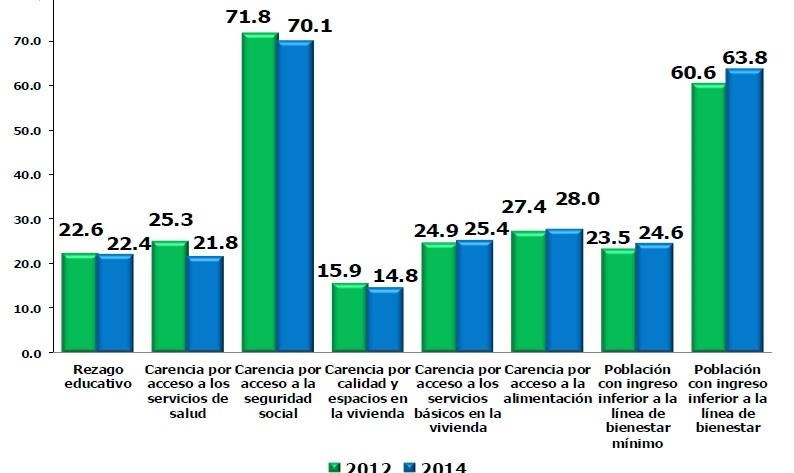 71.8
70.1
70.0
63.8
60.6
60.0
50.0
40.0
30.0
22.6
22.4
25.3
21.8
15.9
14.8
24.9
25.4
27.4
28.0
23.5
24.6
20.0
10.0
0.0
Rezago
educativo
Carencia por
acceso a los
servicios de
salud
Carencia por
acceso a la
seguridad
social
Carencia por
calidad y
espacios en
la vivienda
Carencia por
acceso a los
servicios
básicos en la
vivienda
Carencia por
acceso a la
alimentación
Población
con ingreso
inferior a la
línea de
bienestar
mínimo
Población
con ingreso
inferior a la
línea de
bienestar
2012 2014